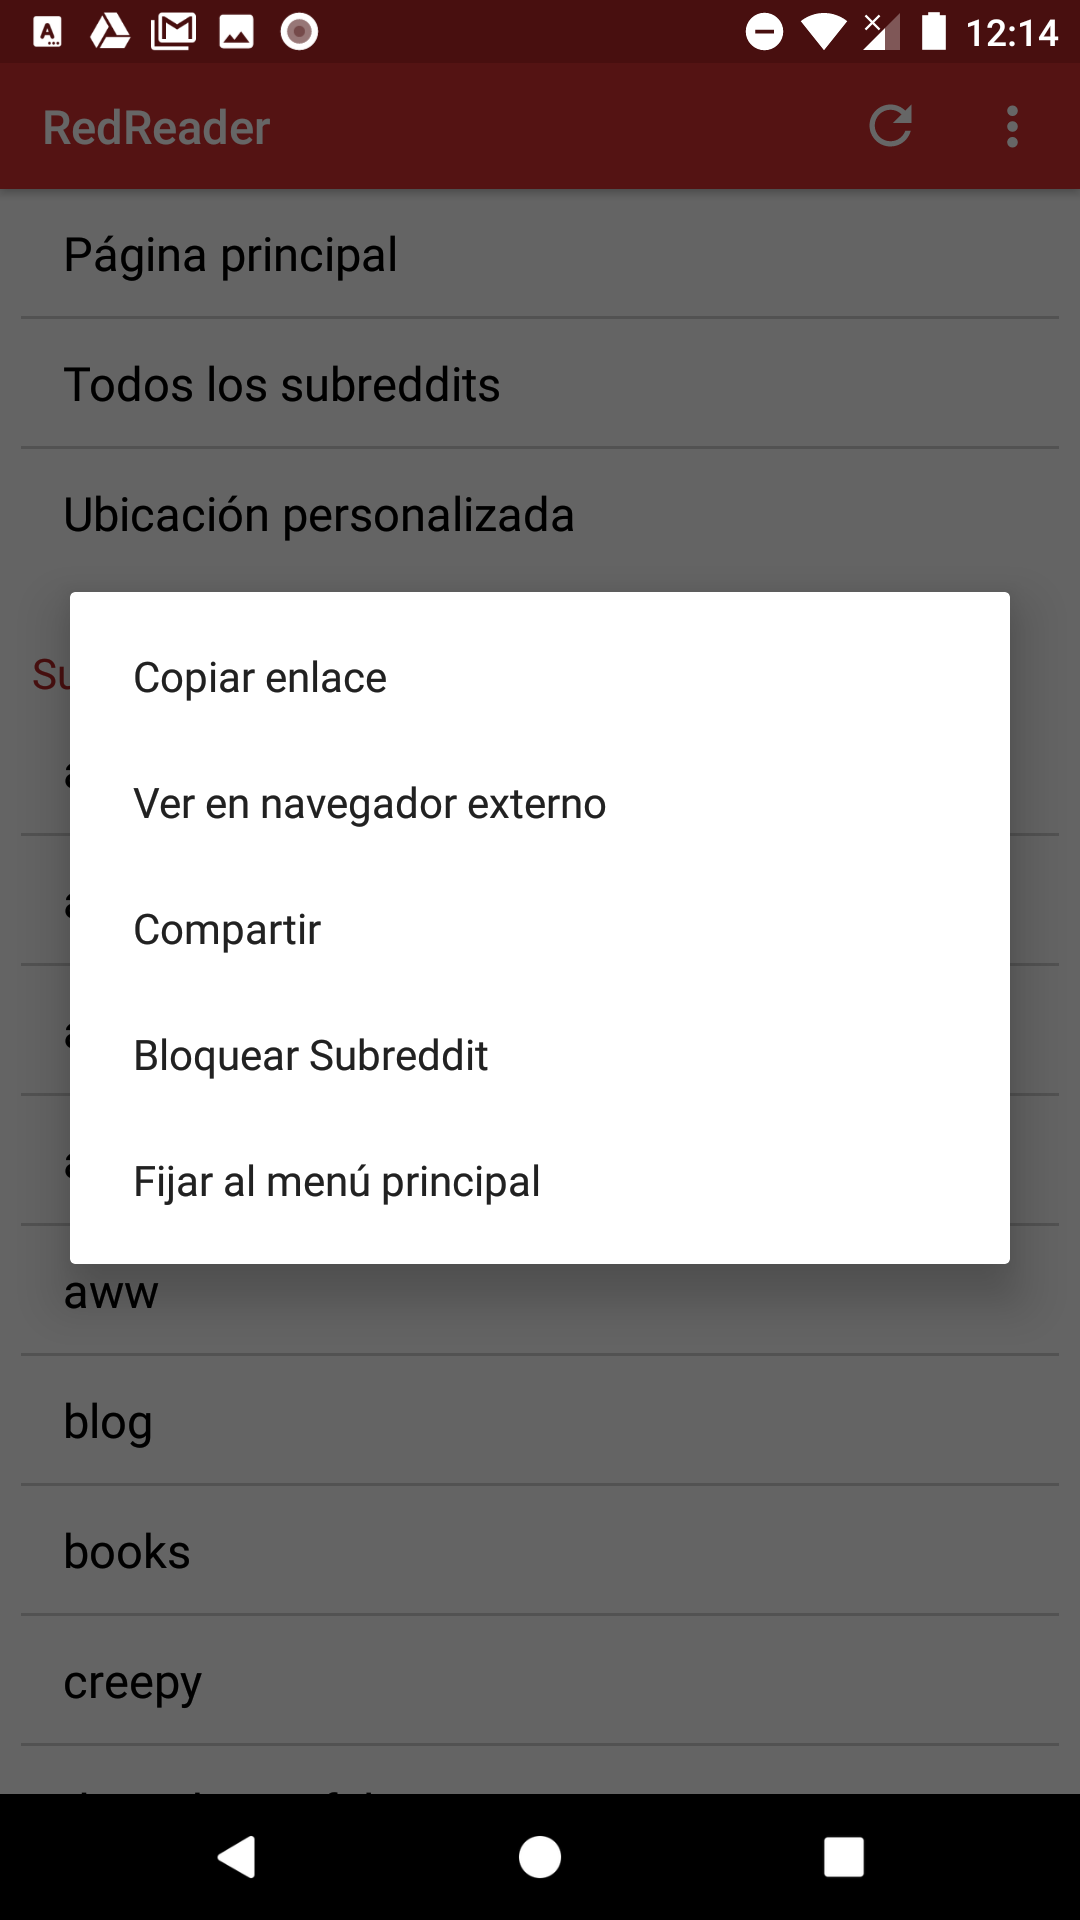 12:14
RedReader
Página principal
Todos los subreddits
Ubicación personalizada
Copiar enlace
Ver en navegador externo
Compartir
Bloquear Subreddit
Fijar al menú principal
aww
blog
books
creepy